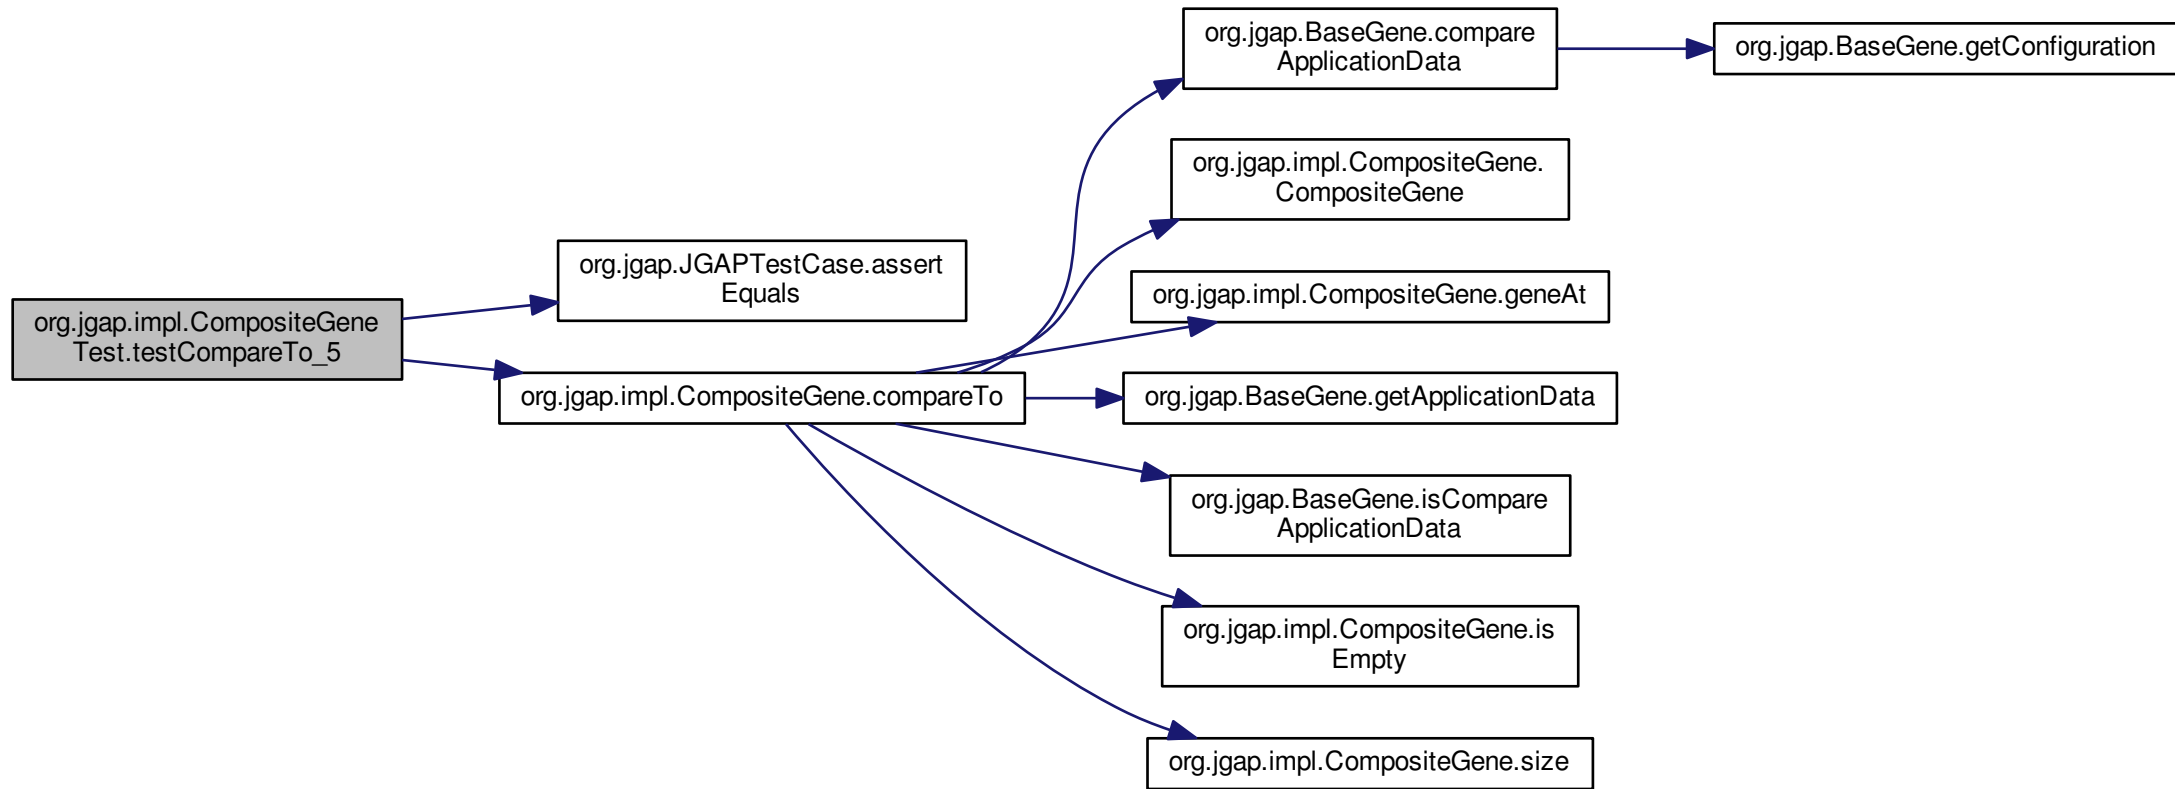 org.jgap.impl.CompositeGene
Test.testCompareTo_5
org.jgap.JGAPTestCase.assert
Equals
org.jgap.impl.CompositeGene.compareTo
org.jgap.BaseGene.compare
ApplicationData
org.jgap.impl.CompositeGene.
CompositeGene
org.jgap.impl.CompositeGene.geneAt
org.jgap.BaseGene.getApplicationData
org.jgap.BaseGene.isCompare
ApplicationData
org.jgap.impl.CompositeGene.is
Empty
org.jgap.impl.CompositeGene.size
org.jgap.BaseGene.getConfiguration